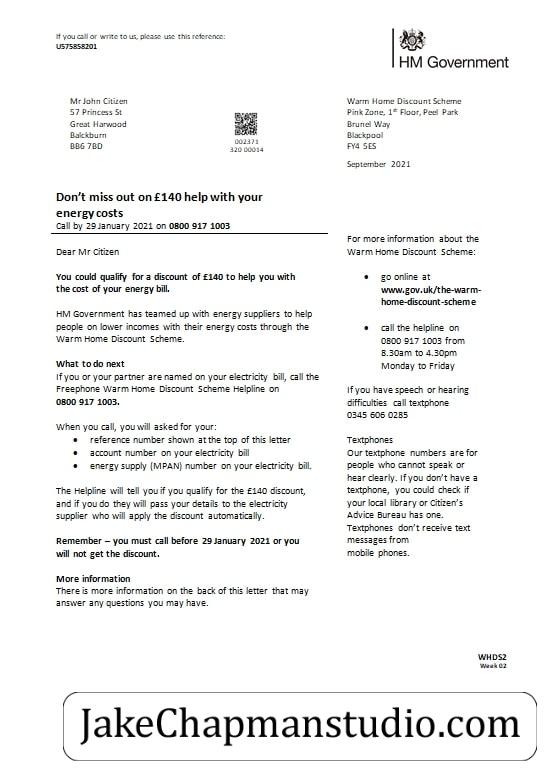 If you call or write to us, please use this reference:
U575858201
HM Government
Mr John Citizen
57 Princess St
Great Harwood
Balckburn
BB6 7BD
002371
320 00014
Warm Home Discount Scheme
Pink Zone, 1st Floor, Peel Park
Brunel Way
Blackpool
FY4 5ES
September 2021
Don't miss out on £140 help with your
energy costs
Call by 29 January 2021 on 0800 917 1003
Dear Mr Citizen
You could qualify for a discount of £140 to help you with
the cost of your energy bill.
HM Government has teamed up with energy suppliers to help
people on lower incomes with their energy costs through the
Warm Home Discount Scheme.
What to do next
If you or your partner are named on your electricity bill, call the
Freephone Warm Home Discount Scheme Helpline on
0800 917 1003.
When you call, you will asked for your:
• reference number shown at the top of this letter
• account number on your electricity bill
• energy supply (MPAN) number on your electricity bill.
The Helpline will tell you if you qualify for the £140 discount,
and if you do they will pass your details to the electricity
supplier who will apply the discount automatically.
Remember – you must call before 29 January 2021 or you
will not get the discount.
More information
There is more information on the back of this letter that may
answer any questions you may have.
For more information about the
Warm Home Discount Scheme:
• go online at
www.gov.uk/the-warm-
home-discount-scheme
• call the helpline on
0800 917 1003 from
8.30am to 4.30pm
Monday to Friday
If you have speech or hearing
difficulties call textphone
0345 606 0285
Textphones
Our textphone numbers are for
people who cannot speak or
hear clearly. If you don't have a
textphone, you could check if
your local library or Citizen's
Advice Bureau has one.
Textphones don't receive text
messages from
mobile phones.
WHDS2
Week 02
JakeChapmanstudio.com